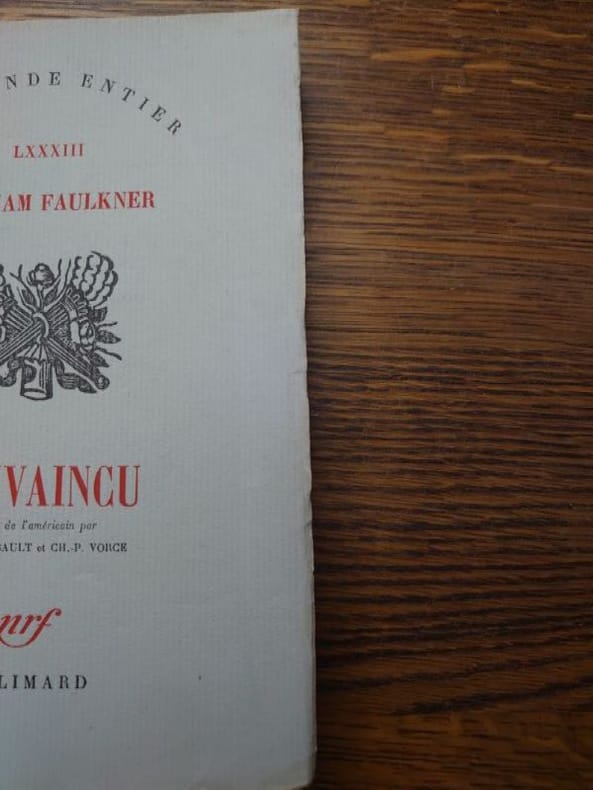 NDE ENTIER
LXXXIII
AM FAULKNER
VAINCU
de l'américain par
AULT et CH.-P. VORCE
nrf
LIMARD